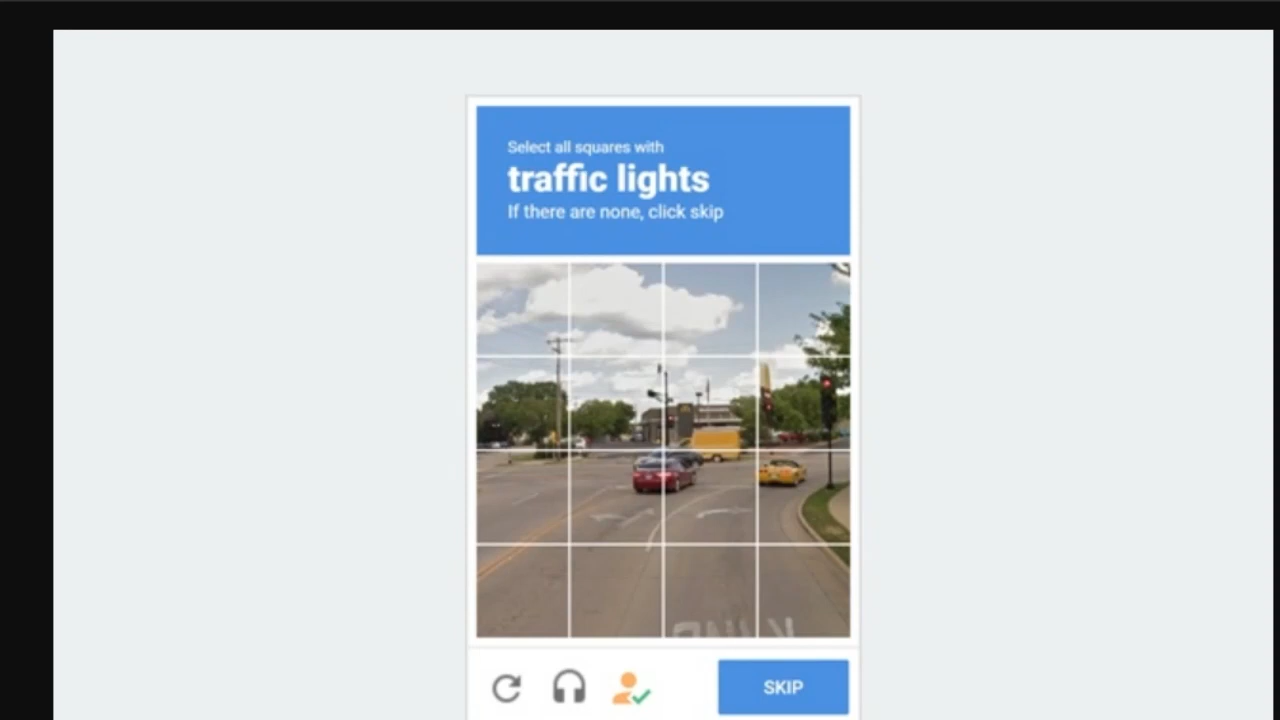 Select all squares with
traffic lights
If there are none, click skip
SKIP